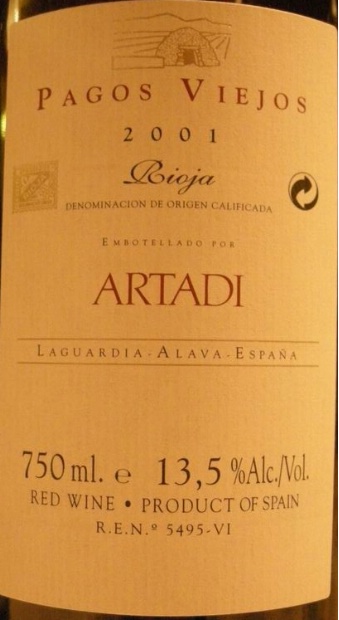 PAGOS VIEJOS
2001
Rioja
DENOMINACION DE ORIGEN CALIFICADA
EMBOTELLADO POR
ARTADI
LAGUARDIA - ALAVA - ESPAÑA
750 ml. e 13,5 %Alc./Vol.
RED WINE • PRODUCT OF SPAIN
R.E.N.º 5495-VI